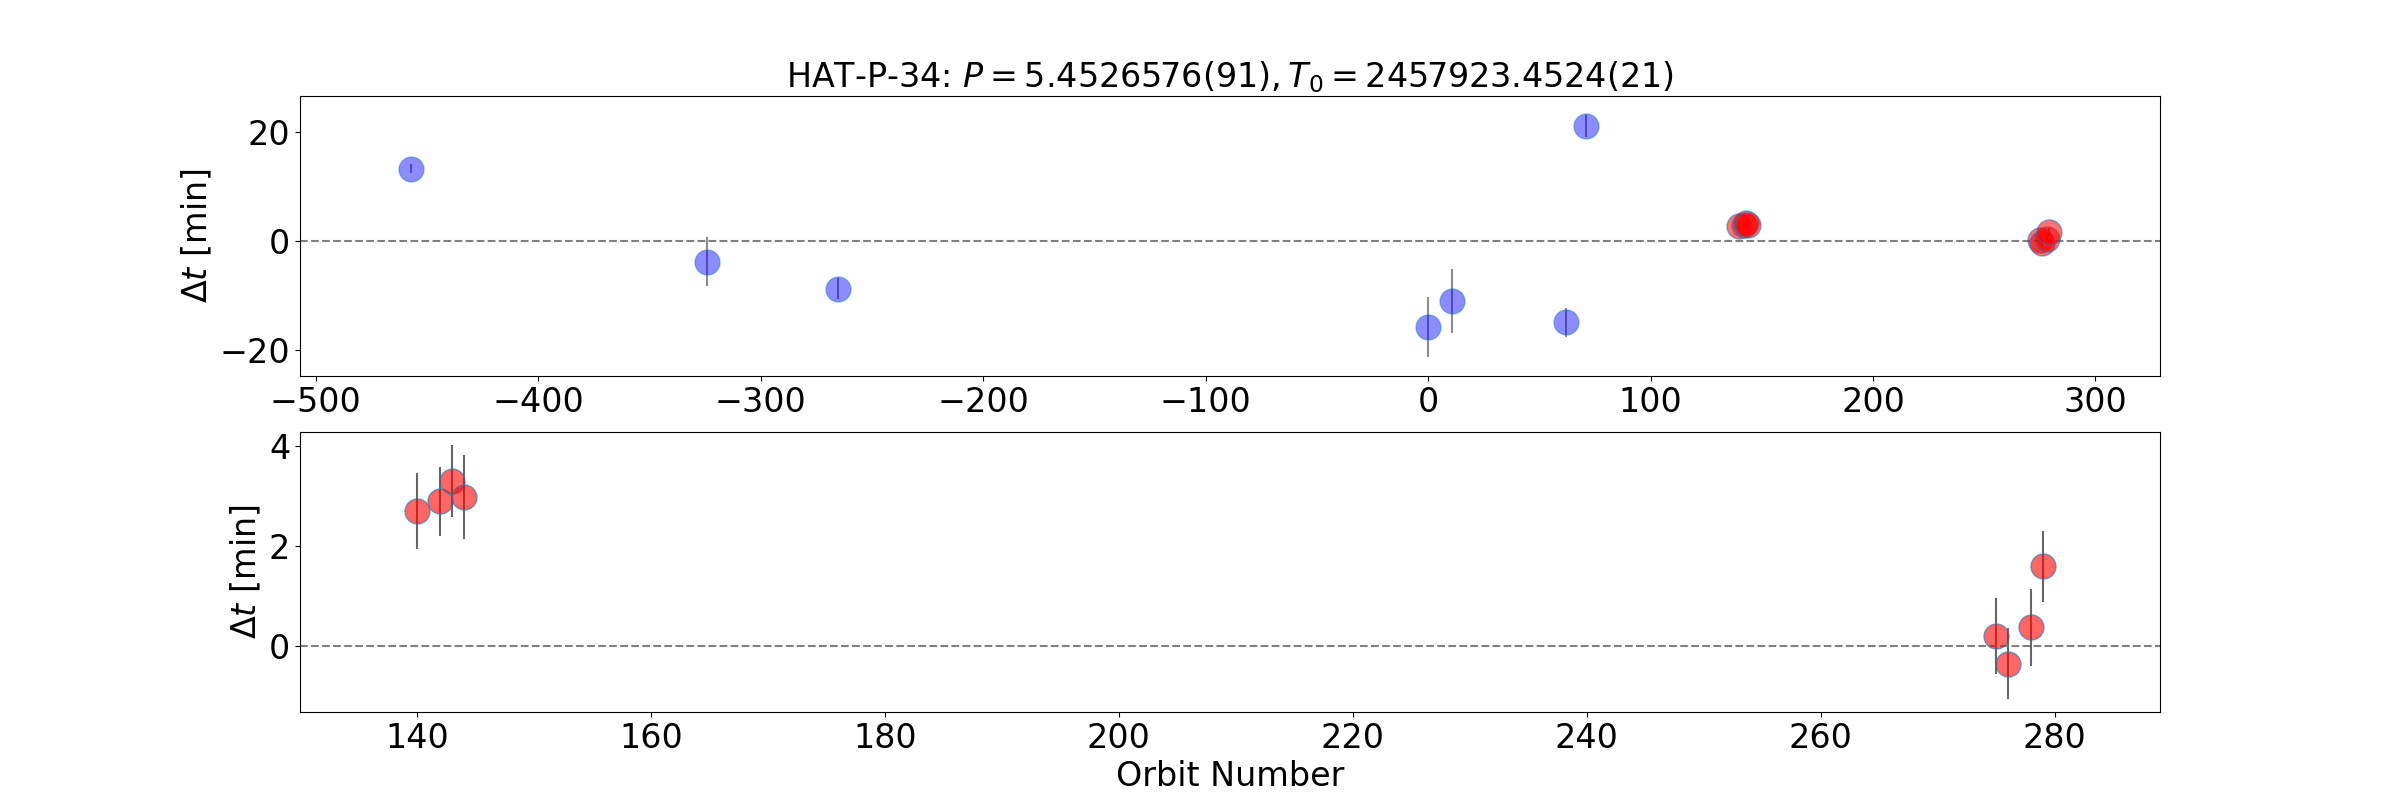 HAT-P-34: P = 5.4526576(91), T₀ = 2457923.4524(21)
Δt [min]
20
0
−20
−500 −400 −300 −200 −100 0 100 200 300
Δt [min]
4
2
0
140 160 180 200 220 240 260 280
Orbit Number